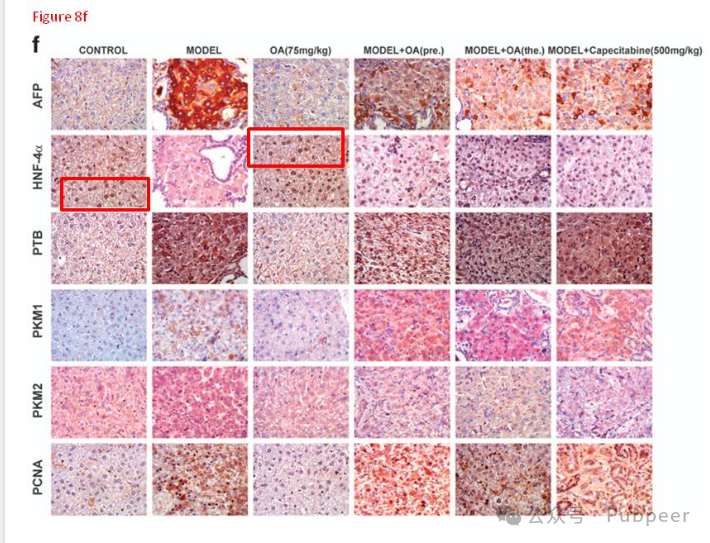 Figure 8f
f
CONTROL MODEL OA(75mg/kg) MODEL+OA(pre.) MODEL+OA(the.) MODEL+Capecitabine(500mg/kg)
AFP
HNF-4α
PTB
PKM1
PKM2
PCNA
公众号 · Pubpeer